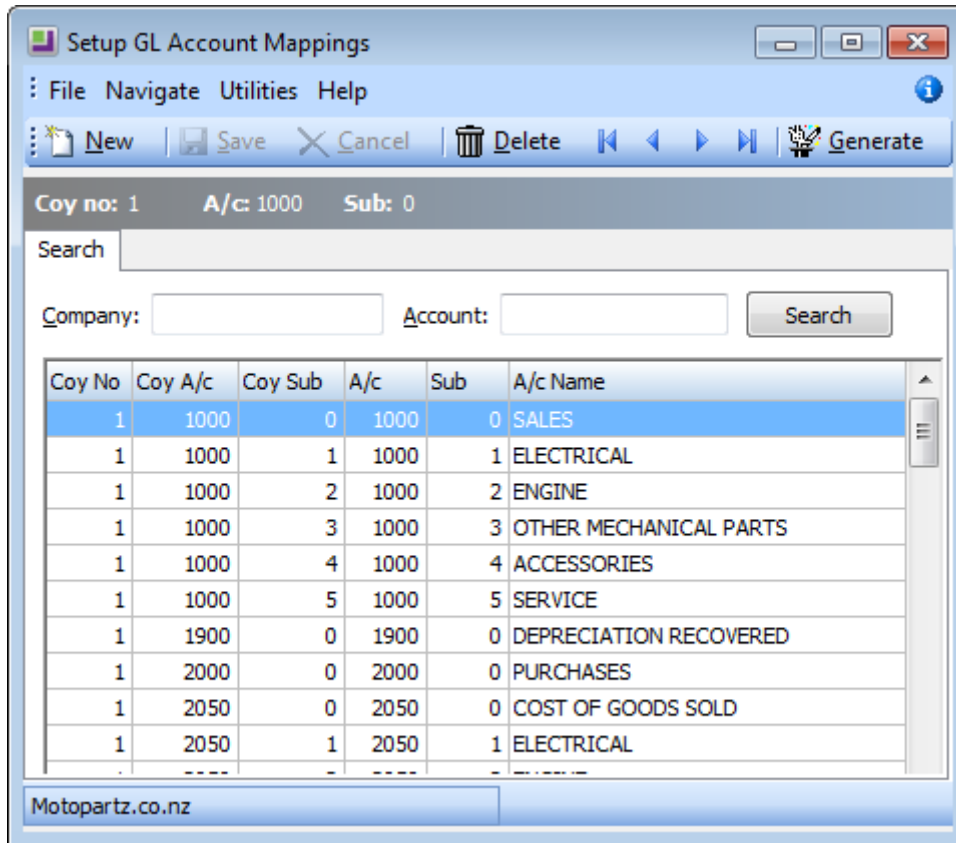 Setup GL Account Mappings
File Navigate Utilities Help
New Save Cancel Delete Generate
Coy no: 1 A/c: 1000 Sub: 0
Search
Company: Account: Search
Coy No Coy A/c Coy Sub A/c Sub A/c Name
1 1000 0 1000 0 SALES
1 1000 1 1000 1 ELECTRICAL
1 1000 2 1000 2 ENGINE
1 1000 3 1000 3 OTHER MECHANICAL PARTS
1 1000 4 1000 4 ACCESSORIES
1 1000 5 1000 5 SERVICE
1 1900 0 1900 0 DEPRECIATION RECOVERED
1 2000 0 2000 0 PURCHASES
1 2050 0 2050 0 COST OF GOODS SOLD
1 2050 1 2050 1 ELECTRICAL
Motopartz.co.nz